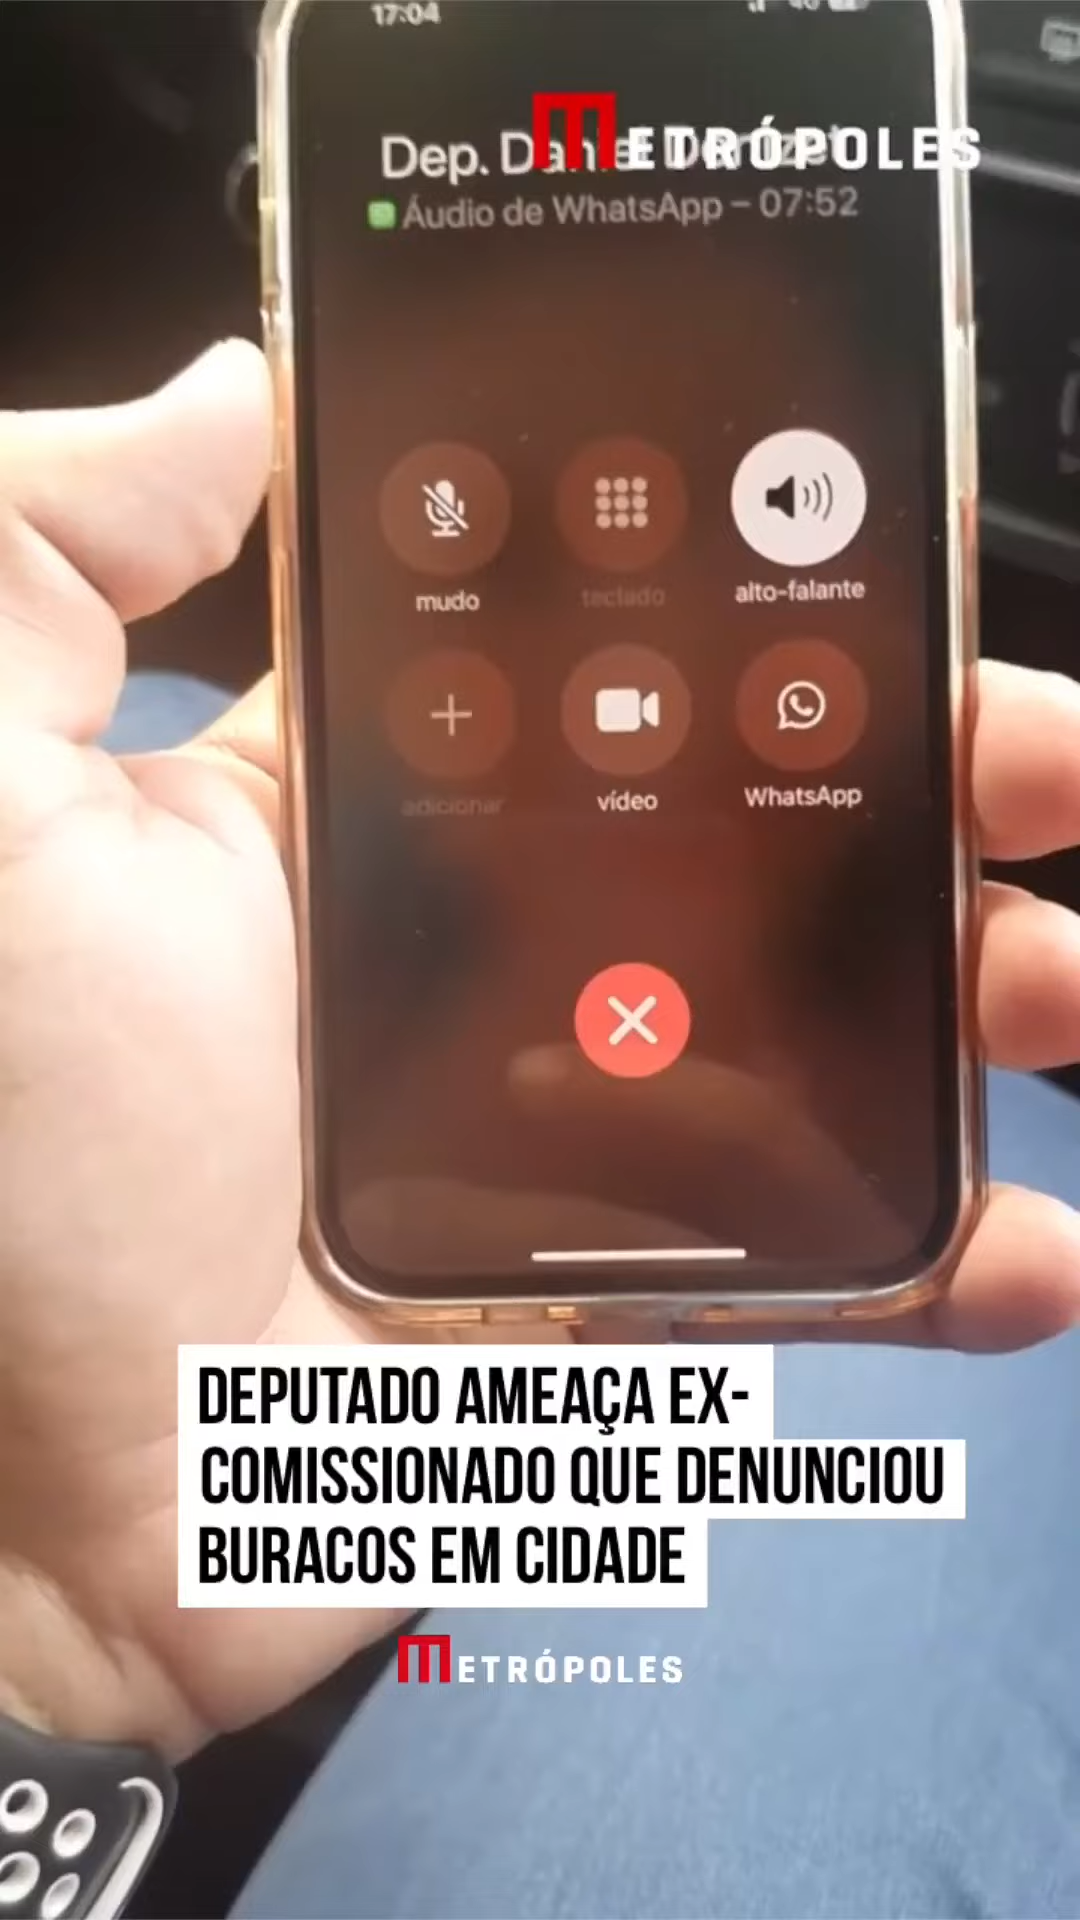 17:04
METRÓPOLES
Dep. Daniel
Áudio de WhatsApp – 07:52
mudo
teclado
alto-falante
adicionar
vídeo
WhatsApp
DEPUTADO AMEAÇA EX-
COMISSIONADO QUE DENUNCIOU
BURACOS EM CIDADE
METRÓPOLES